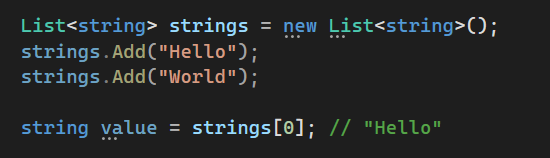 List<string> strings = new List<string>();
strings.Add("Hello");
strings.Add("World");
string value = strings[0]; // "Hello"